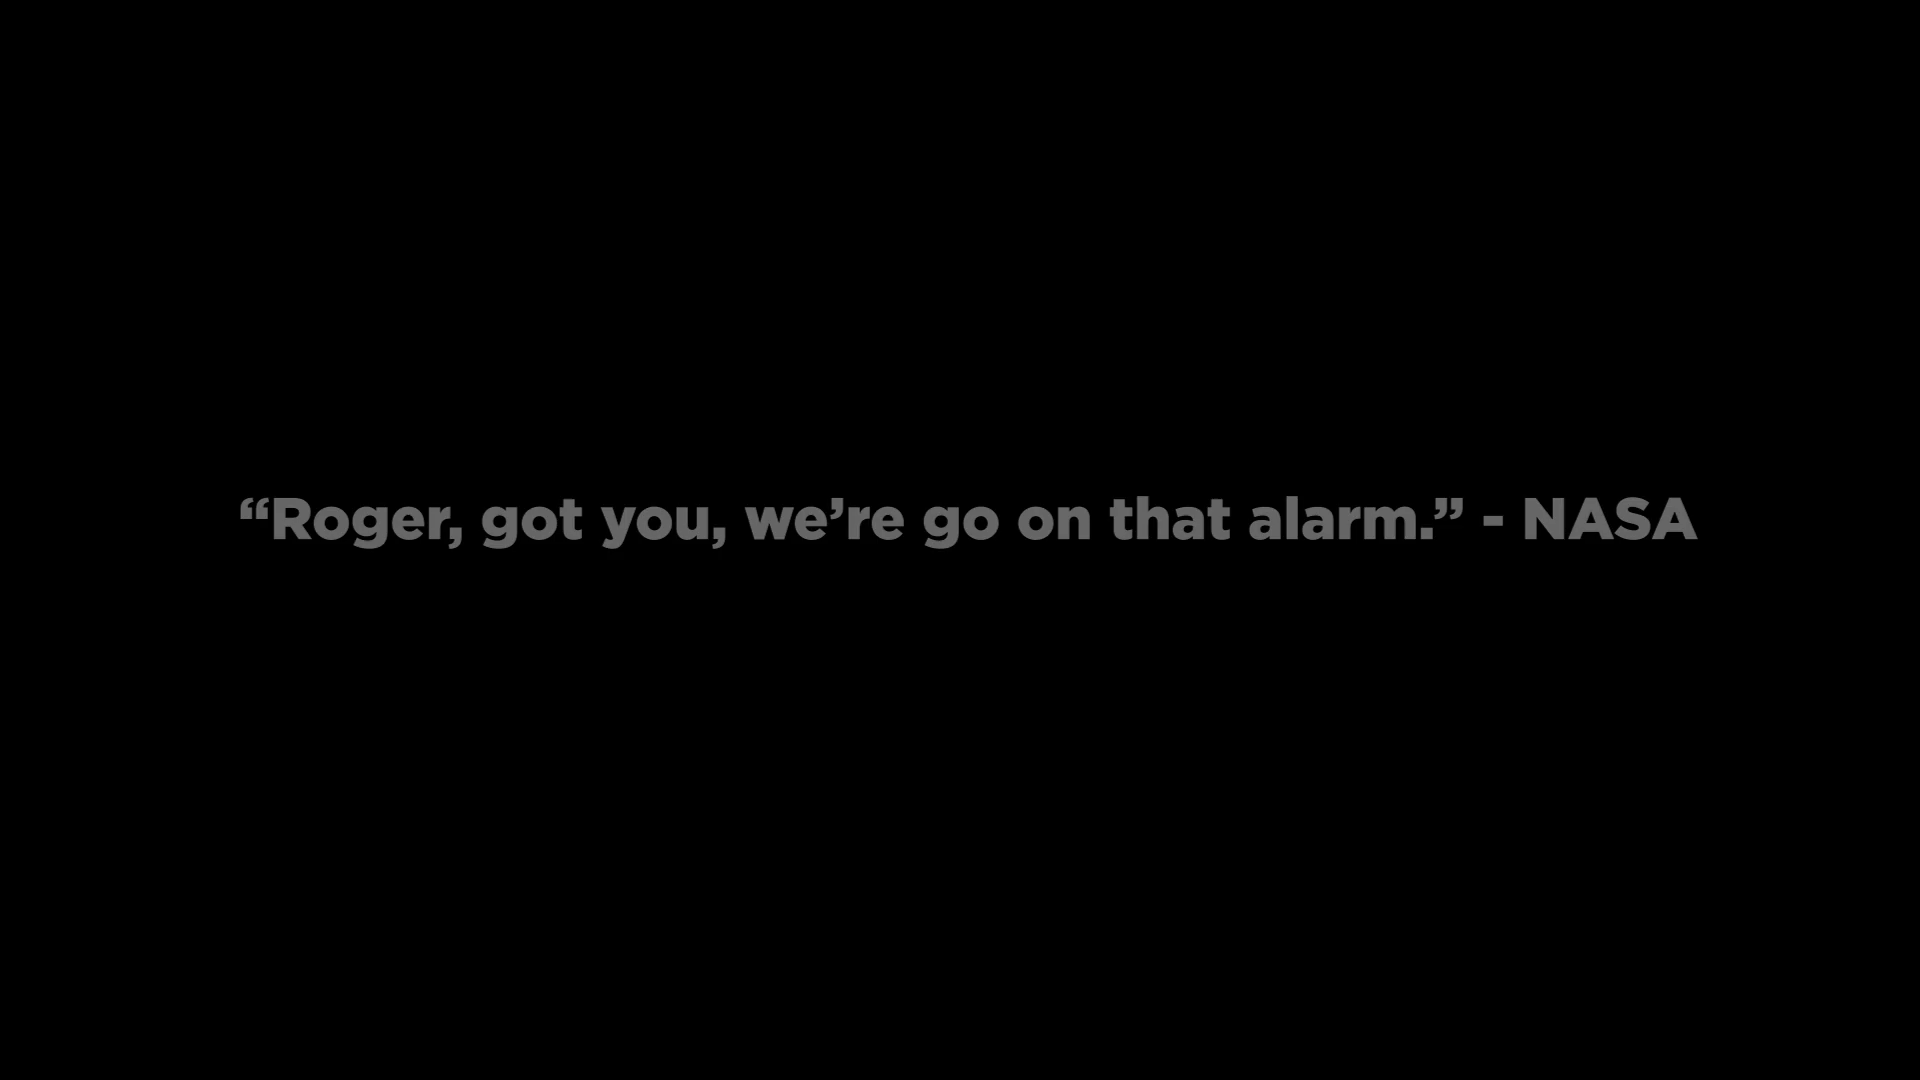 “Roger, got you, we’re go on that alarm.” - NASA